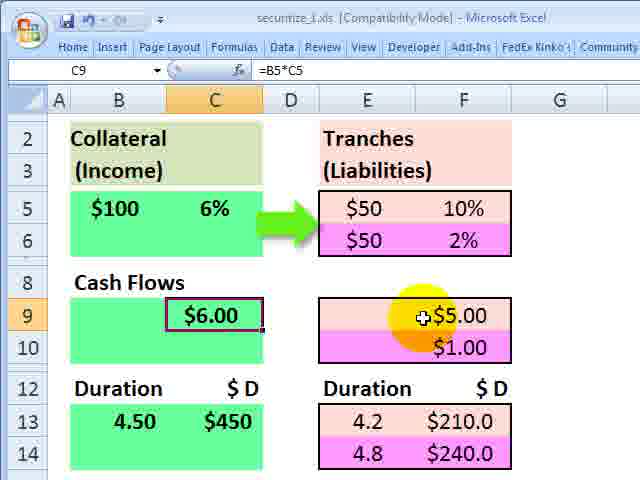 securitize_1.xls [Compatibility Mode] - Microsoft Excel
Home Insert Page Layout Formulas Data View Developer Add-Ins FedEx Kinko's Community
C9 fx =B5*C5
A B C D E F G
2 Collateral Tranches
3 (Income) (Liabilities)
5 $100 6% $50 10%
6 $50 2%
8 Cash Flows
9 $6.00 $5.00
10 $1.00
12 Duration $ D Duration $ D
13 4.50 $450 4.2 $210.0
14 4.8 $240.0